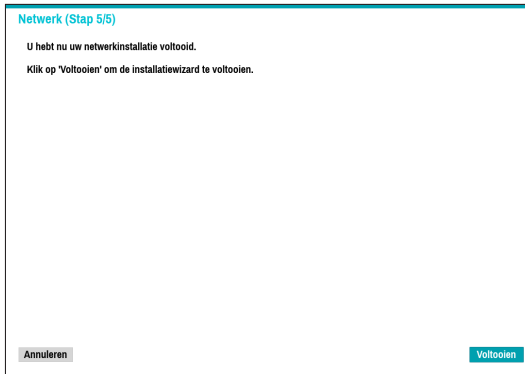 Netwerk (Stap 5/5)
U hebt nu uw netwerkinstallatie voltooid.
Klik op 'Voltooien' om de installatiewizard te voltooien.
Annuleren
Voltooien